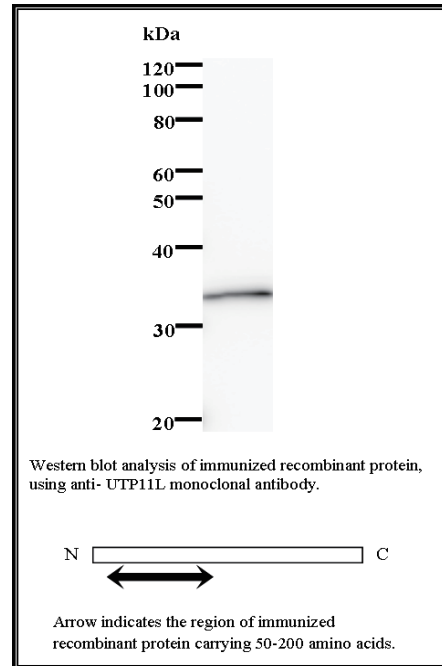 kDa
120
100
80
60
50
40
30
20
Western blot analysis of immunized recombinant protein,
using anti- UTP11L monoclonal antibody.
N C
Arrow indicates the region of immunized
recombinant protein carrying 50-200 amino acids.